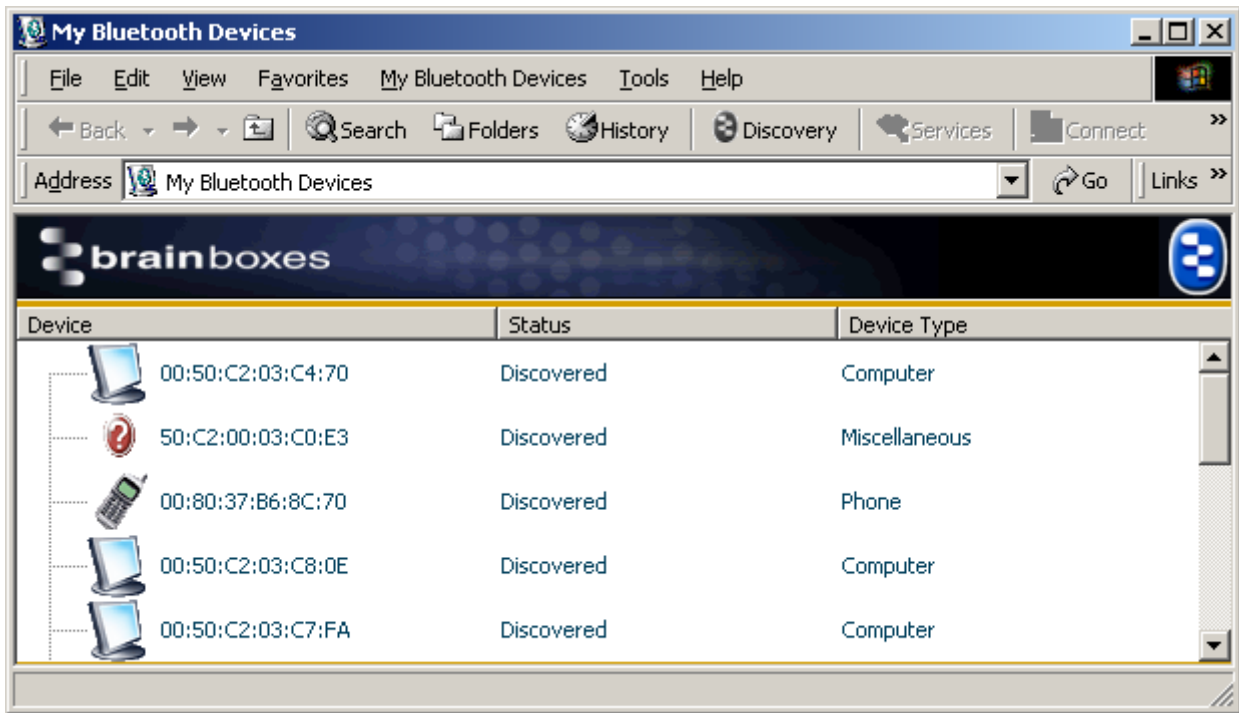 My Bluetooth Devices
File Edit View Favorites My Bluetooth Devices Tools Help
Back Search Folders History Discovery Services Connect »
Address My Bluetooth Devices Go Links »
brainboxes
Device Status Device Type
00:50:C2:03:C4:70 Discovered Computer
50:C2:00:03:C0:E3 Discovered Miscellaneous
00:80:37:B6:8C:70 Discovered Phone
00:50:C2:03:C8:0E Discovered Computer
00:50:C2:03:C7:FA Discovered Computer